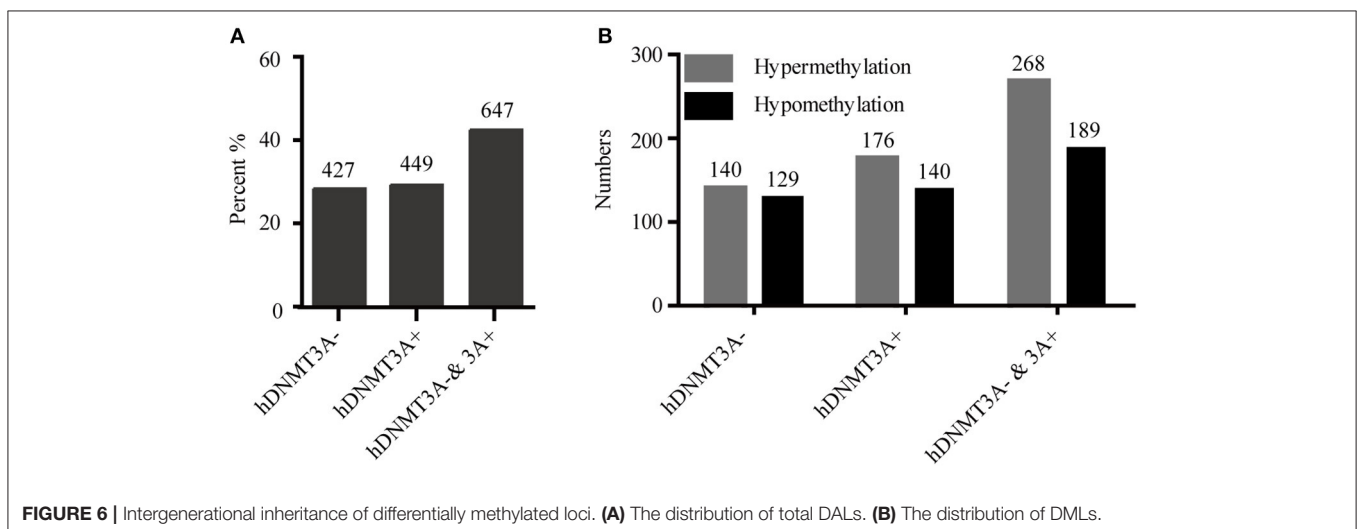 A
Percent %
60
40
20
0
427
449
647
hDNMT3A-
hDNMT3A+
hDNMT3A-& 3A+
B
Numbers
300
200
100
0
Hypermethylation
Hypomethylation
140
129
176
140
268
189
hDNMT3A-
hDNMT3A+
hDNMT3A- & 3A+
FIGURE 6 | Intergenerational inheritance of differentially methylated loci. (A) The distribution of total DALs. (B) The distribution of DMLs.